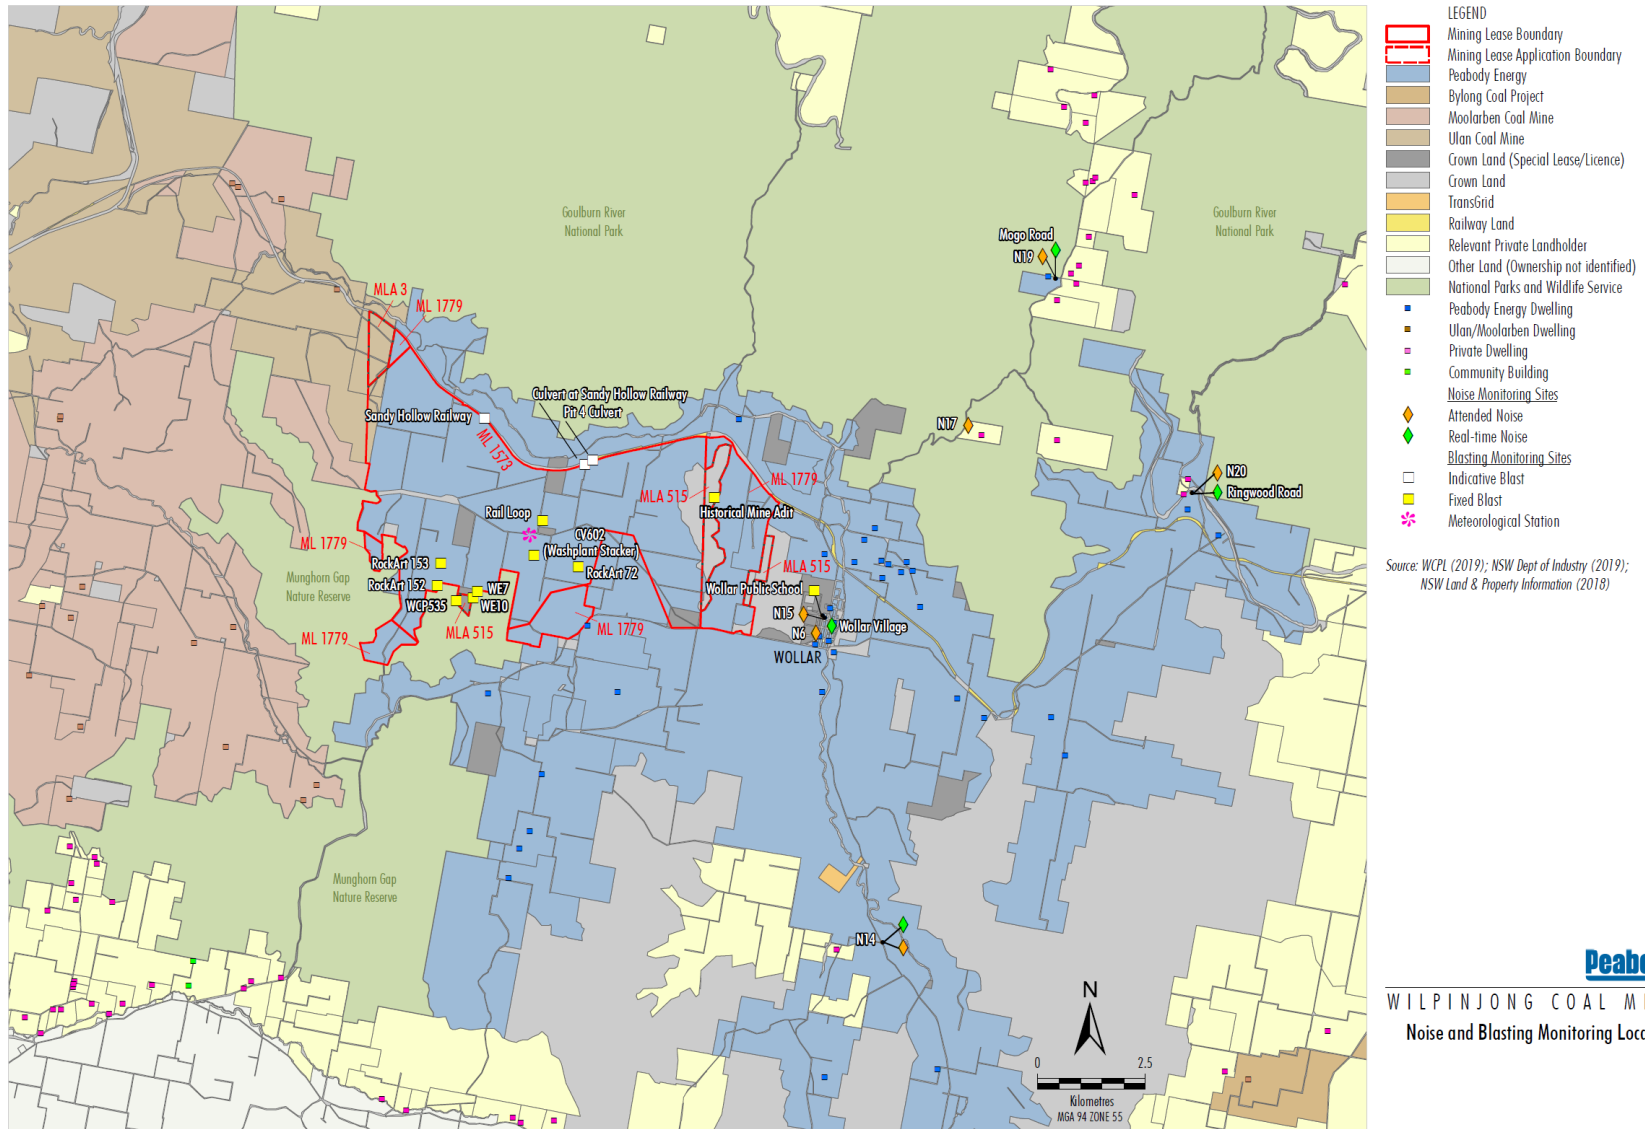 LEGEND
Mining Lease Boundary
Mining Lease Application Boundary
Peabody Energy
Bylong Coal Project
Moolarben Coal Mine
Ulan Coal Mine
Crown Land (Special Lease/Licence)
Crown Land
TransGrid
Railway Land
Relevant Private Landholder
Other Land (Ownership not identified)
National Parks and Wildlife Service
Peabody Energy Dwelling
Ulan/Moolarben Dwelling
Private Dwelling
Community Building
Noise Monitoring Sites
Attended Noise
Real-time Noise
Blasting Monitoring Sites
Indicative Blast
Fixed Blast
Meteorological Station
Source: WCPL (2019); NSW Dept of Industry (2019);
NSW Land & Property Information (2018)
Goulburn River
National Park
Goulburn River
National Park
Mogo Road
N19
MLA 3
ML 1779
Culvert at Sandy Hollow Railway
Pit 4 Culvert
Sandy Hollow Railway
ML 1573
N17
N20
Ringwood Road
ML 1779
MLA 515
Historical Mine Adit
Rail Loop
CV602
(Washplant Stacker)
ML 1779
RockArt 153
RockArt 72
MLA 515
Munghorn Gap
Nature Reserve
RockArt 152
WE7
WCP535
WE10
Wollar Public School
N15
N6
Wollar Village
MLA 515
ML 1779
ML 1779
WOLLAR
Munghorn Gap
Nature Reserve
N14
N
0 2.5
Kilometres
MGA 94 ZONE 55
Peabo
WILPINJONG COAL M
Noise and Blasting Monitoring Loca